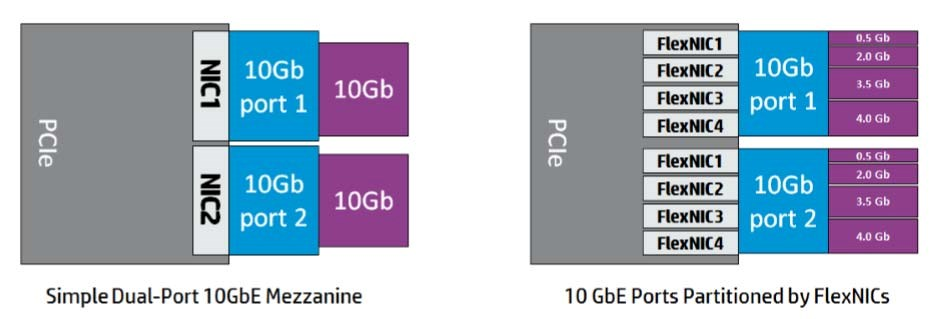 PCIe
NIC1
10Gb
port 1
10Gb
NIC2
10Gb
port 2
10Gb
Simple Dual-Port 10GbE Mezzanine
PCIe
FlexNIC1
FlexNIC2
FlexNIC3
FlexNIC4
10Gb
port 1
0.5 Gb
2.0 Gb
3.5 Gb
4.0 Gb
FlexNIC1
FlexNIC2
FlexNIC3
FlexNIC4
10Gb
port 2
0.5 Gb
2.0 Gb
3.5 Gb
4.0 Gb
10 GbE Ports Partitioned by FlexNICs